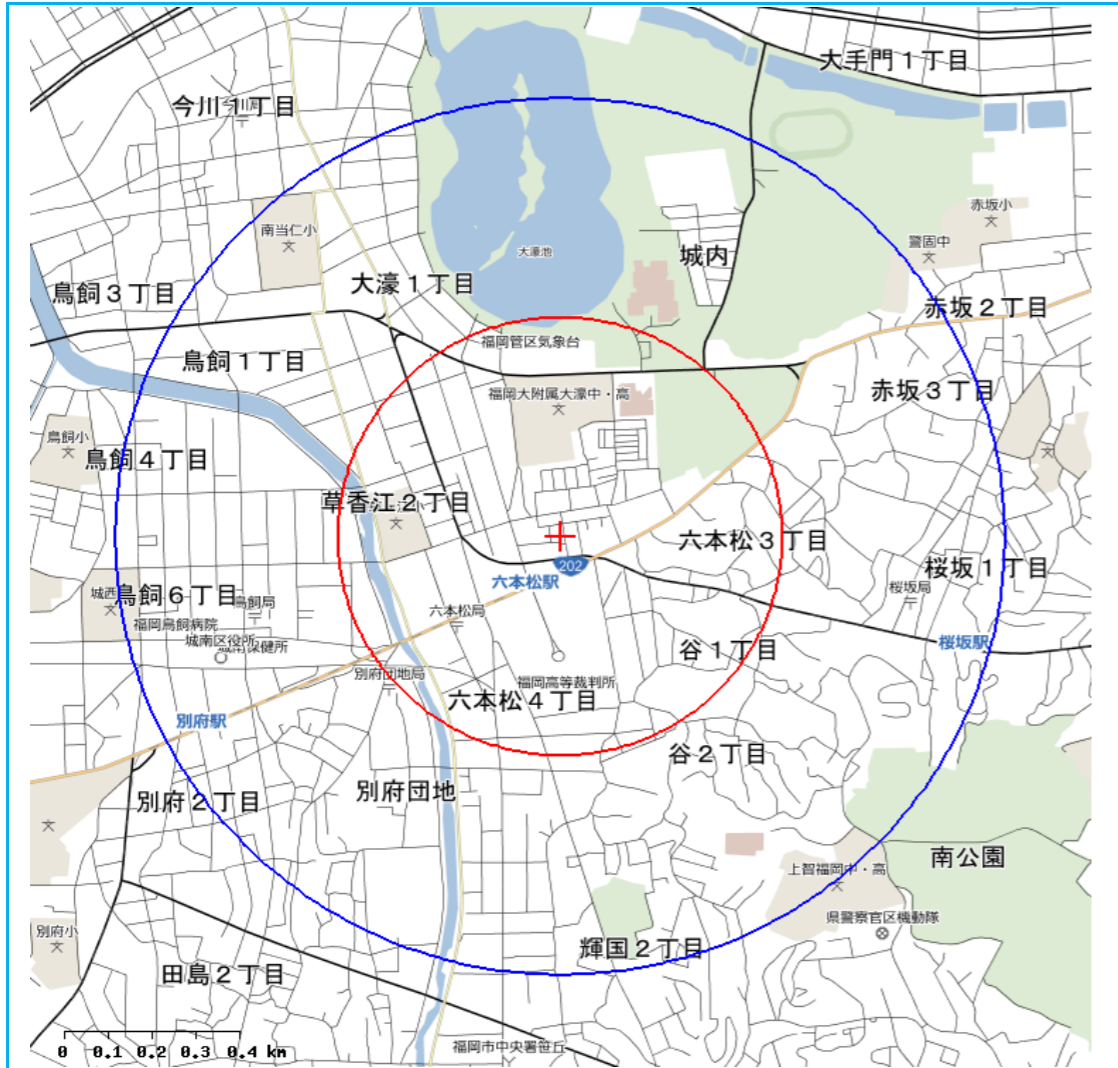 大手門１丁目
今川１丁目
赤坂小
南当仁小
警固中
大濠池
城内
大濠１丁目
鳥飼３丁目
赤坂２丁目
福岡管区気象台
鳥飼１丁目
福岡大附属大濠中・高
赤坂３丁目
鳥飼小
鳥飼４丁目
草香江２丁目
六本松３丁目
202
桜坂１丁目
六本松駅
城西
鳥飼６丁目
鳥飼局
桜坂局
六本松局
福岡鳥飼病院
城南区役所
城南保健所
桜坂駅
谷１丁目
別府団地局
福岡高等裁判所
六本松４丁目
別府駅
谷２丁目
別府団地
別府２丁目
南公園
上智福岡中・高
県警察官区機動隊
別府小
輝国２丁目
田島２丁目
0 0.1 0.2 0.3 0.4 km
福岡市中央署笹丘